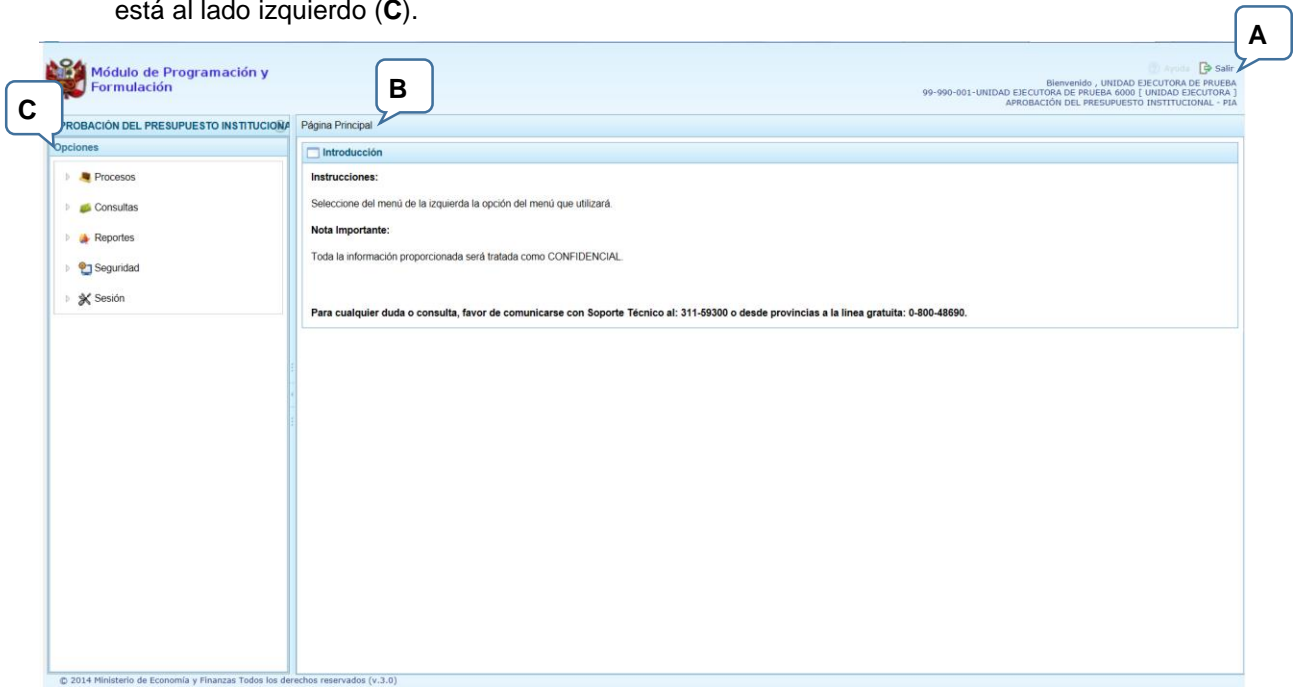 está al lado izquierdo (C).
A
Módulo de Programación y
Formulación
B
Ayuda Salir
Bienvenido , UNIDAD EJECUTORA DE PRUEBA
99-990-001-UNIDAD EJECUTORA DE PRUEBA 6000 [ UNIDAD EJECUTORA ]
APROBACIÓN DEL PRESUPUESTO INSTITUCIONAL - PIA
C
PROBACIÓN DEL PRESUPUESTO INSTITUCIONA
Página Principal
Opciones
Procesos
Consultas
Reportes
Seguridad
Sesión
Introducción
Instrucciones:
Seleccione del menú de la izquierda la opción del menú que utilizará.
Nota Importante:
Toda la información proporcionada será tratada como CONFIDENCIAL.
Para cualquier duda o consulta, favor de comunicarse con Soporte Técnico al: 311-59300 o desde provincias a la linea gratuita: 0-800-48690.
© 2014 Ministerio de Economía y Finanzas Todos los derechos reservados (v.3.0)